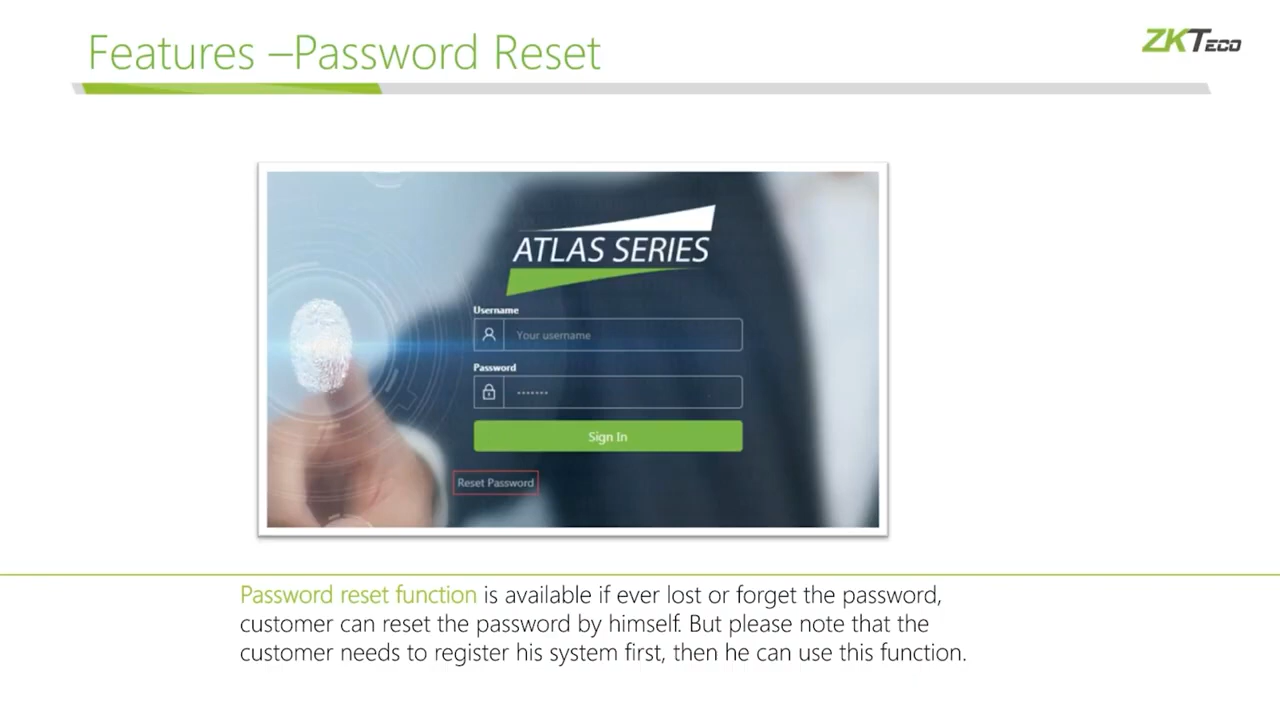 Features –Password Reset
ZKTeco
ATLAS SERIES
Username
Your username
Password
•••••••
Sign In
Reset Password
Password reset function is available if ever lost or forget the password,
customer can reset the password by himself. But please note that the
customer needs to register his system first, then he can use this function.